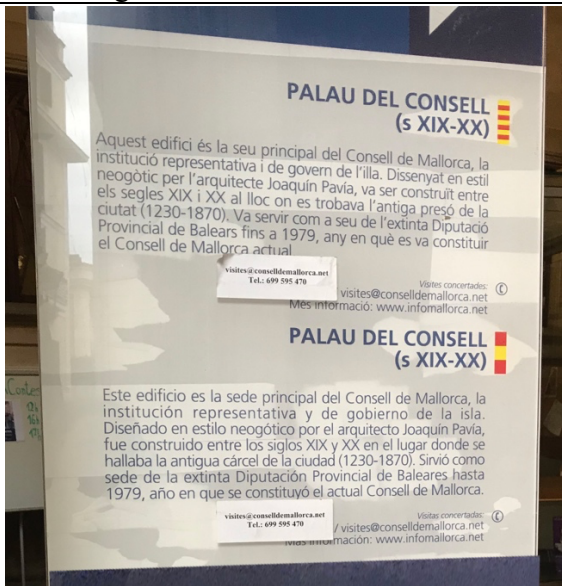 PALAU DEL CONSELL
(s XIX-XX)
Aquest edifici és la seu principal del Consell de Mallorca, la
institució representativa i de govern de l'illa. Dissenyat en estil
neogòtic per l'arquitecte Joaquín Pavía, va ser construït entre
els segles XIX i XX al lloc on es trobava l'antiga presó de la
ciutat (1230-1870). Va servir com a seu de l'extinta Diputació
Provincial de Balears fins a 1979, any en què es va constituir
el Consell de Mallorca actual
visites@conselldemallorca.net
Tel.: 699 595 470
Visites concertades:
visites@conselldemallorca.net
Més informació: www.infomallorca.net
PALAU DEL CONSELL
(s XIX-XX)
Este edificio es la sede principal del Consell de Mallorca, la
institución representativa y de gobierno de la isla.
Diseñado en estilo neogótico por el arquitecto Joaquín Pavía,
fue construido entre los siglos XIX y XX en el lugar donde se
hallaba la antigua cárcel de la ciudad (1230-1870). Sirvió como
sede de la extinta Diputación Provincial de Baleares hasta
1979, año en que se constituyó el actual Consell de Mallorca.
visites@conselldemallorca.net
Tel.: 699 595 470
Visitas concertadas:
/ visites@conselldemallorca.net
Más información: www.infomallorca.net